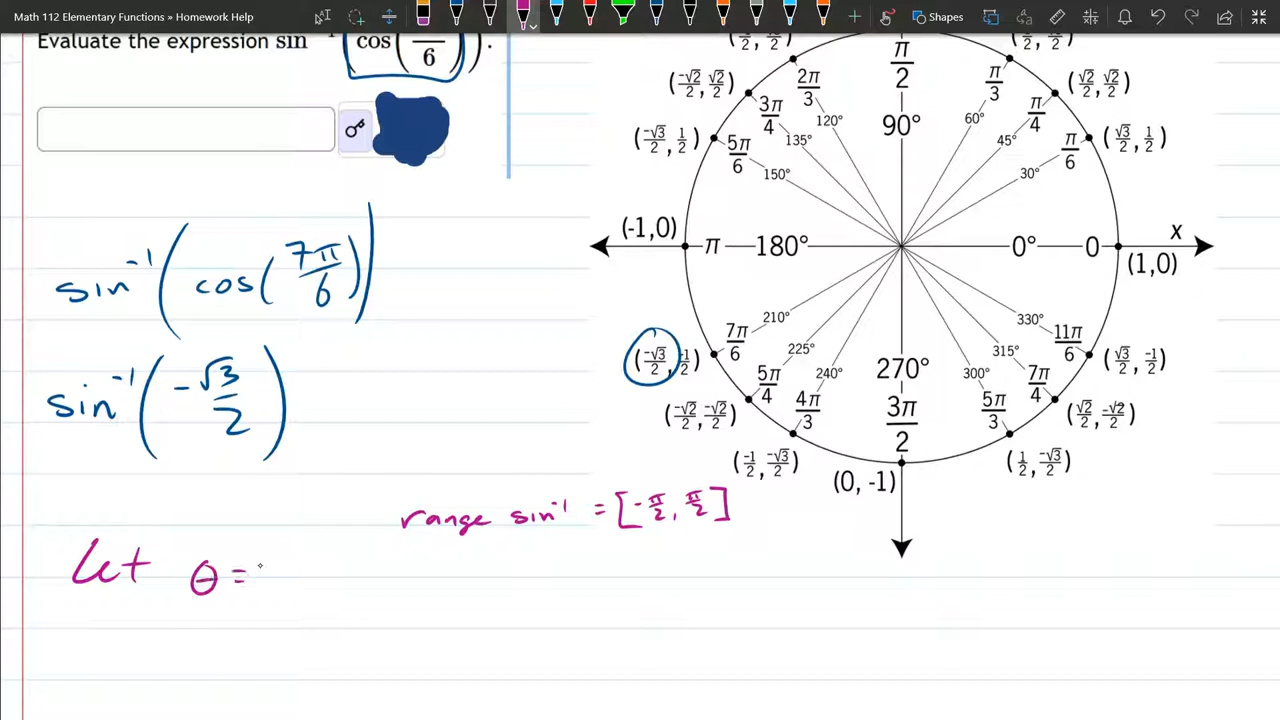 Math 112 Elementary Functions » Homework Help
Shapes
Evaluate the expression sin⁻¹(cos(─/6)).
sin⁻¹(cos(7π/6))
sin⁻¹(-√3/2)
Let θ =
range sin⁻¹ = [-π/2, π/2]
π/2
90°
π/3
60°
(√2/2, √2/2)
π/4
45°
(√3/2, 1/2)
π/6
30°
2π/3
120°
(-√2/2, √2/2)
3π/4
135°
(-√3/2, 1/2)
5π/6
150°
(-1,0)
π
180°
0°
0
x
(1,0)
(-√3/2, -1/2)
7π/6
210°
(-√2/2, -√2/2)
5π/4
225°
(-1/2, -√3/2)
4π/3
240°
270°
3π/2
(0, -1)
300°
5π/3
(1/2, -√3/2)
315°
7π/4
(√2/2, -√2/2)
330°
11π/6
(√3/2, -1/2)